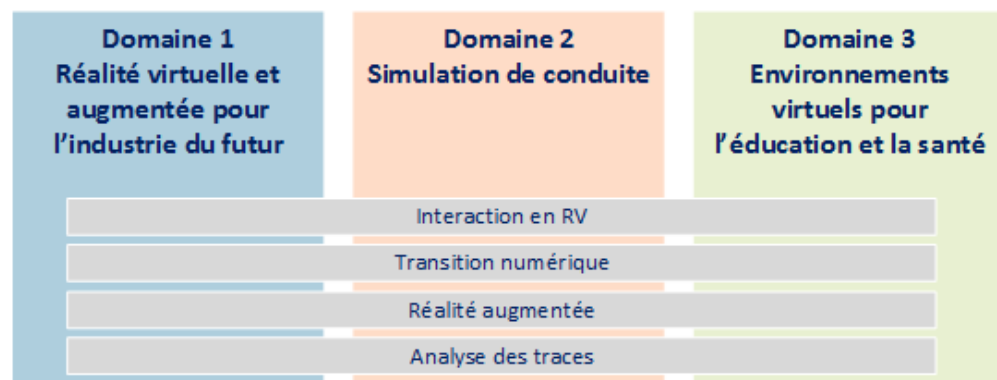 Domaine 1
Réalité virtuelle et
augmentée pour
l'industrie du futur
Domaine 2
Simulation de conduite
Domaine 3
Environnements
virtuels pour
l'éducation et la santé
Interaction en RV
Transition numérique
Réalité augmentée
Analyse des traces